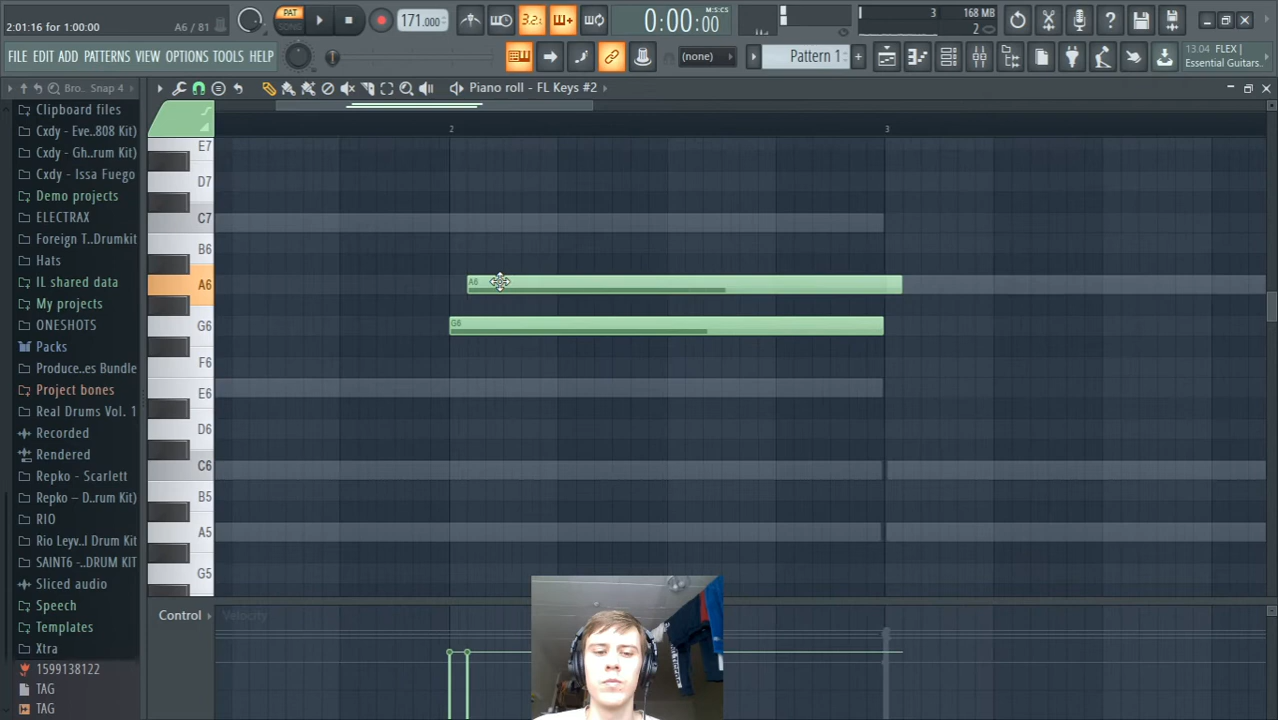 2:01:16 for 1:00:00
A6 / 81
PAT
SONG
171.000
3.2:
0:00:00
M:S:CS
3
168 MB
2
FILE EDIT ADD PATTERNS VIEW OPTIONS TOOLS HELP
(none)
Pattern 1
13.04 FLEX |
Essential Guitars..
Bro.. Snap 4
Piano roll - FL Keys #2
Clipboard files
Cxdy - Eve..808 Kit)
Cxdy - Gh..rum Kit)
Cxdy - Issa Fuego
Demo projects
ELECTRAX
Foreign T..Drumkit
Hats
IL shared data
My projects
ONESHOTS
Packs
Produce..es Bundle
Project bones
Real Drums Vol. 1
Recorded
Rendered
Repko - Scarlett
Repko – D..rum Kit)
RIO
Rio Leyv..l Drum Kit
SAINT6 -..DRUM KIT
Sliced audio
Speech
Templates
Xtra
1599138122
TAG
TAG
2
3
E7
D7
C7
B6
A6
G6
F6
E6
D6
C6
B5
A5
G5
A6
G6
Control
Velocity